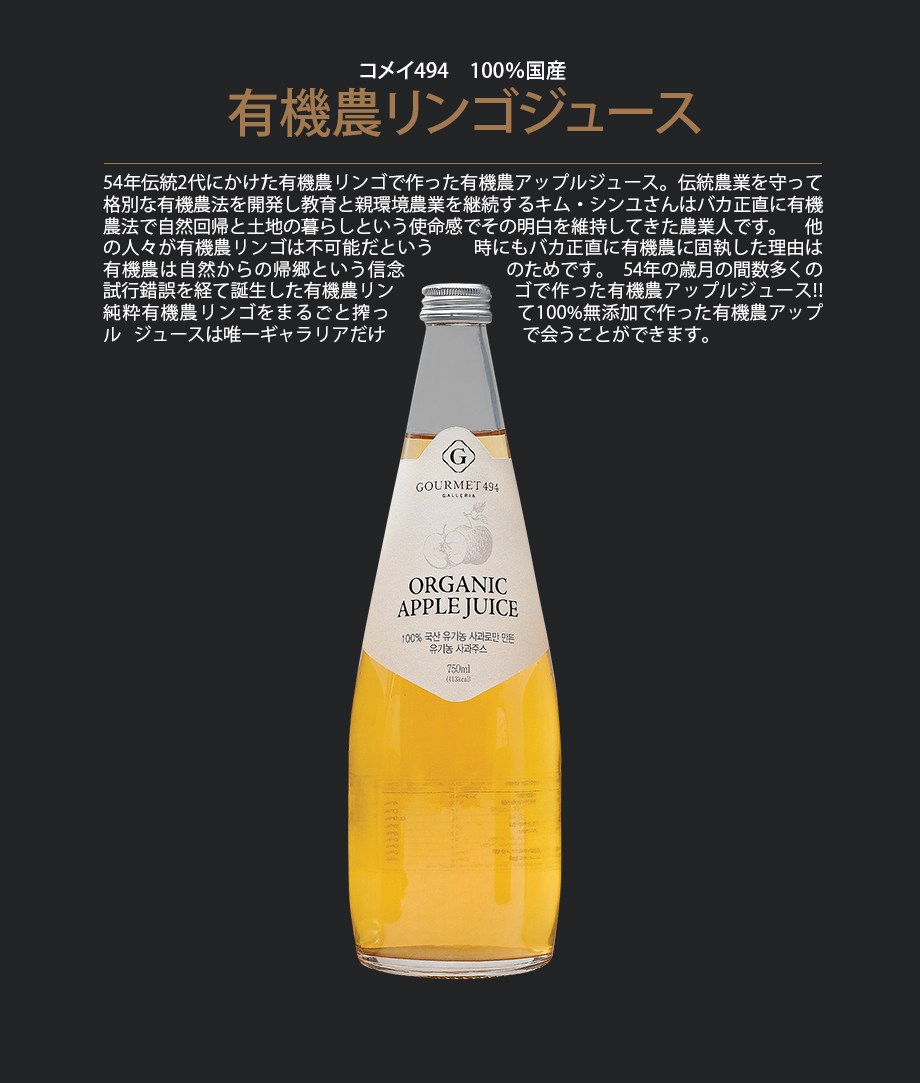 コメイ494　100%国産
有機農リンゴジュース
54年伝統2代にかけた有機農リンゴで作った有機農アップルジュース。伝統農業を守って
格別な有機農法を開発し教育と親環境農業を継続するキム・シンユさんはバカ正直に有機
農法で自然回帰と土地の暮らしという使命感でその明白を維持してきた農業人です。　他
の人々が有機農リンゴは不可能だという　時にもバカ正直に有機農に固執した理由は
有機農は自然からの帰郷という信念　のためです。　54年の歳月の間数多くの
試行錯誤を経て誕生した有機農リン　ゴで作った有機農アップルジュース!!
純粋有機農リンゴをまるごと搾っ　て100%無添加で作った有機農アップ
ル　ジュースは唯一ギャラリアだけ　で会うことができます。
G
GOURMET 494
GALLERIA
ORGANIC
APPLE JUICE
100% 국산 유기농 사과로만 만든
유기농 사과주스
750ml
(413kcal)